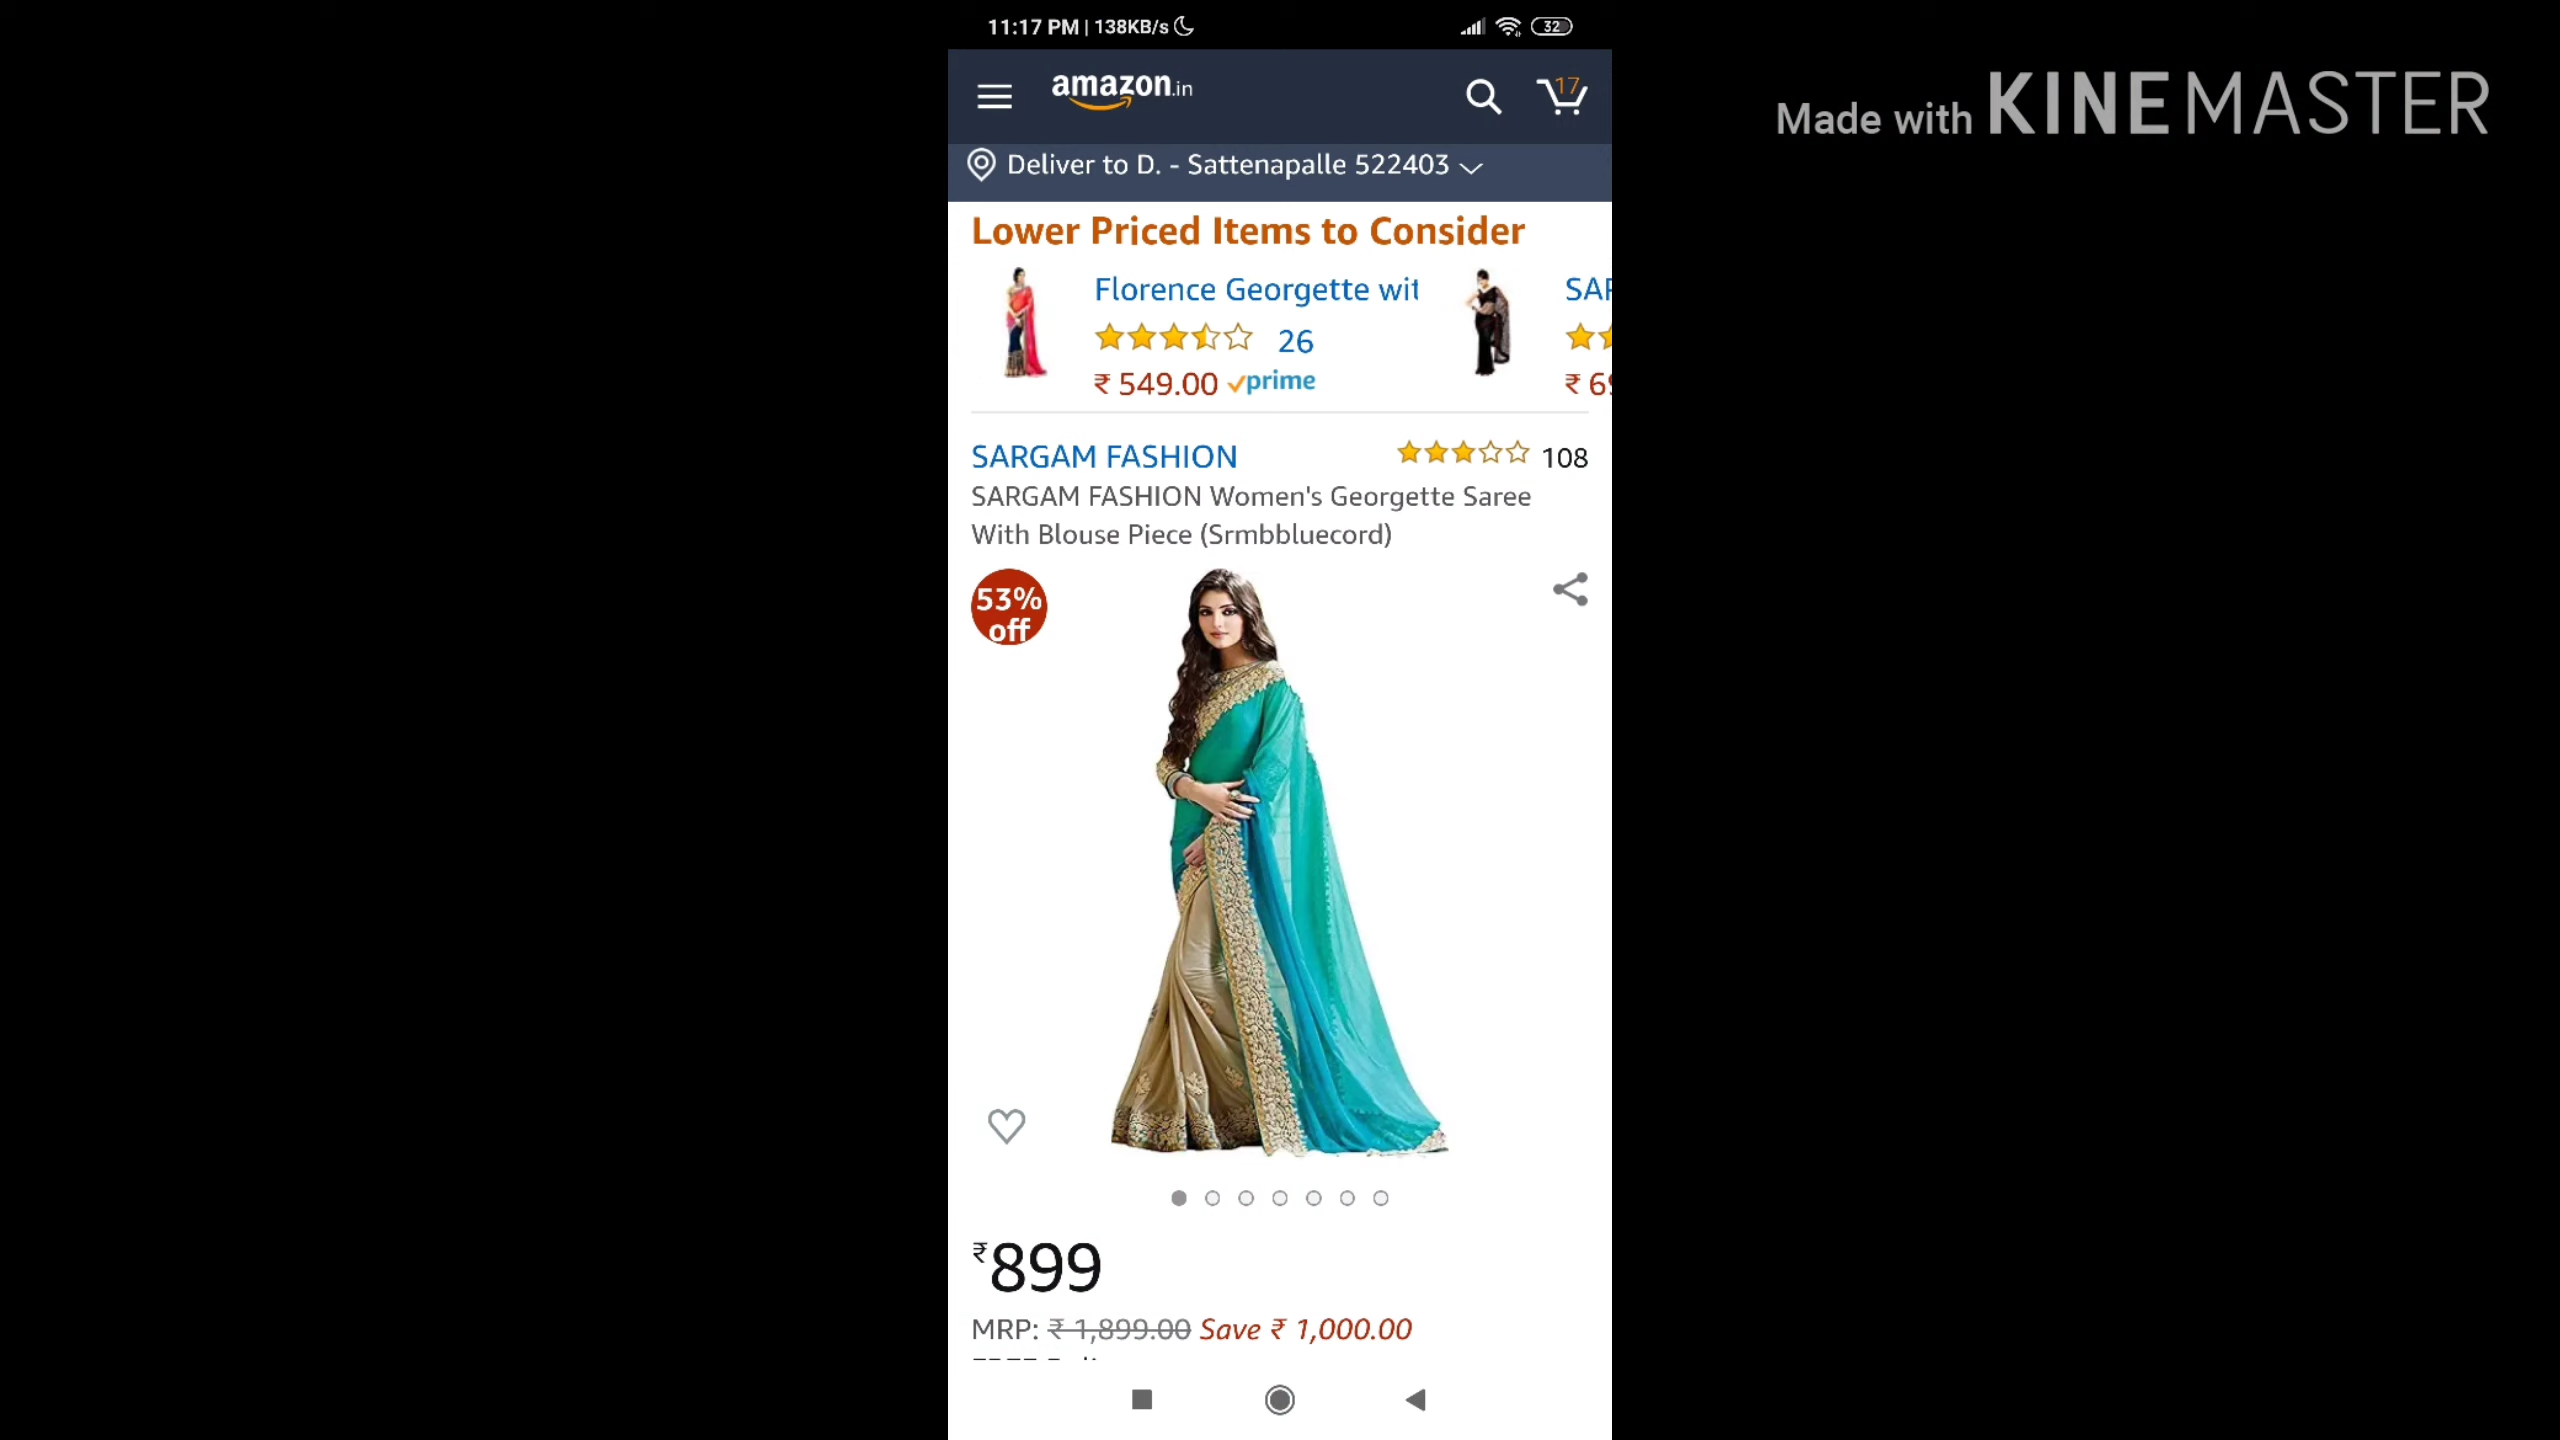 11:17 PM | 138KB/s
32
amazon.in
17
Made with KINEMASTER
Deliver to D. - Sattenapalle 522403
Lower Priced Items to Consider
Florence Georgette wit
26
₹ 549.00 prime
SAR
₹ 69
SARGAM FASHION
108
SARGAM FASHION Women's Georgette Saree
With Blouse Piece (Srmbbluecord)
53%
off
₹899
MRP: ₹ 1,899.00 Save ₹ 1,000.00